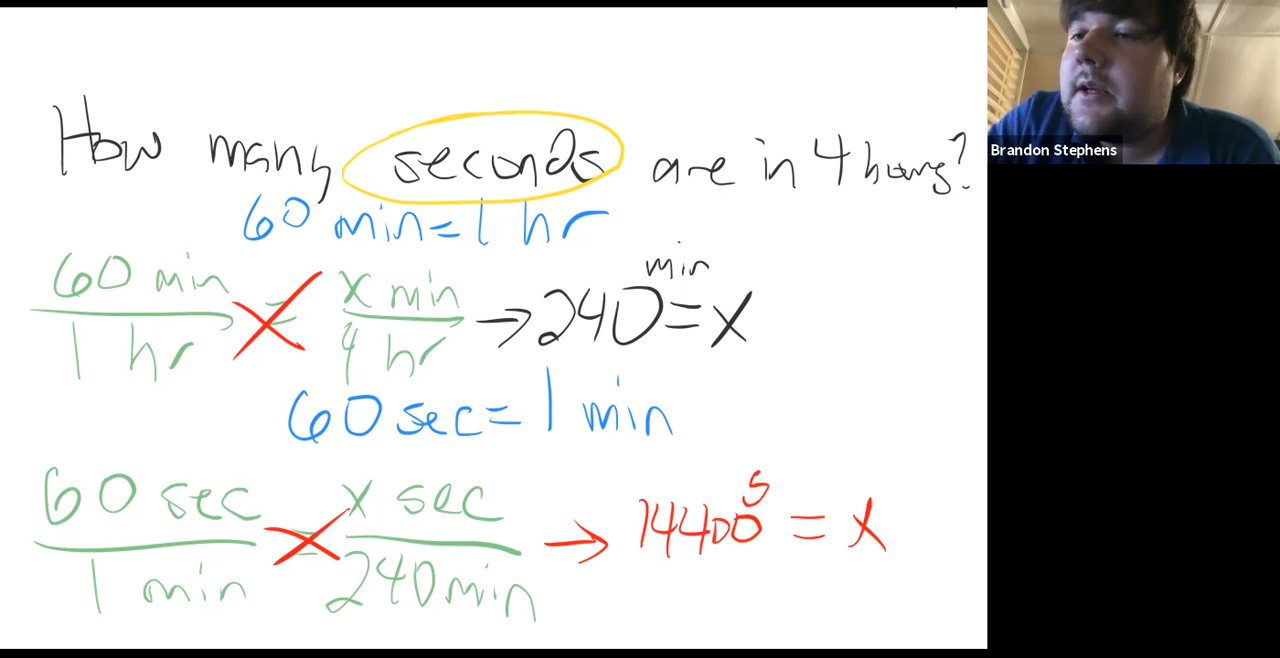 How many seconds are in 4 hours?
Brandon Stephens
60 min = 1 hr
60 min / 1 hr = x min / 4 hr → 240 min = x
60 sec = 1 min
60 sec / 1 min = x sec / 240 min → 14400 s = x